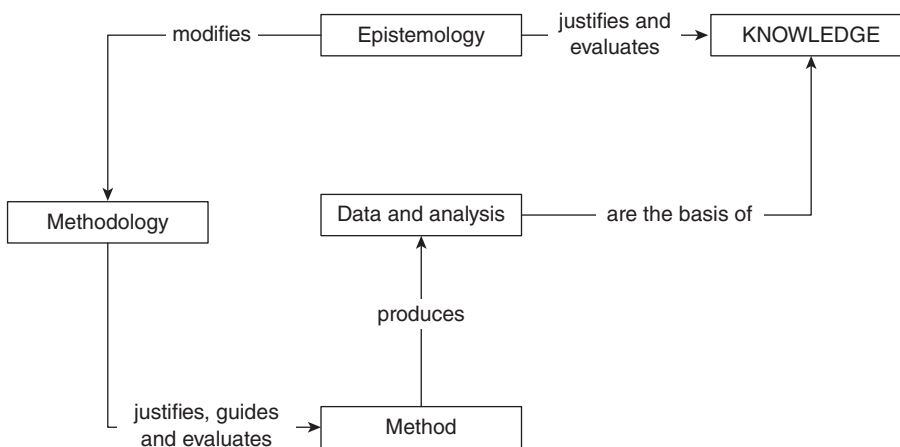 modifies
Epistemology
justifies and
evaluates
KNOWLEDGE
Methodology
Data and analysis
are the basis of
produces
justifies, guides
and evaluates
Method